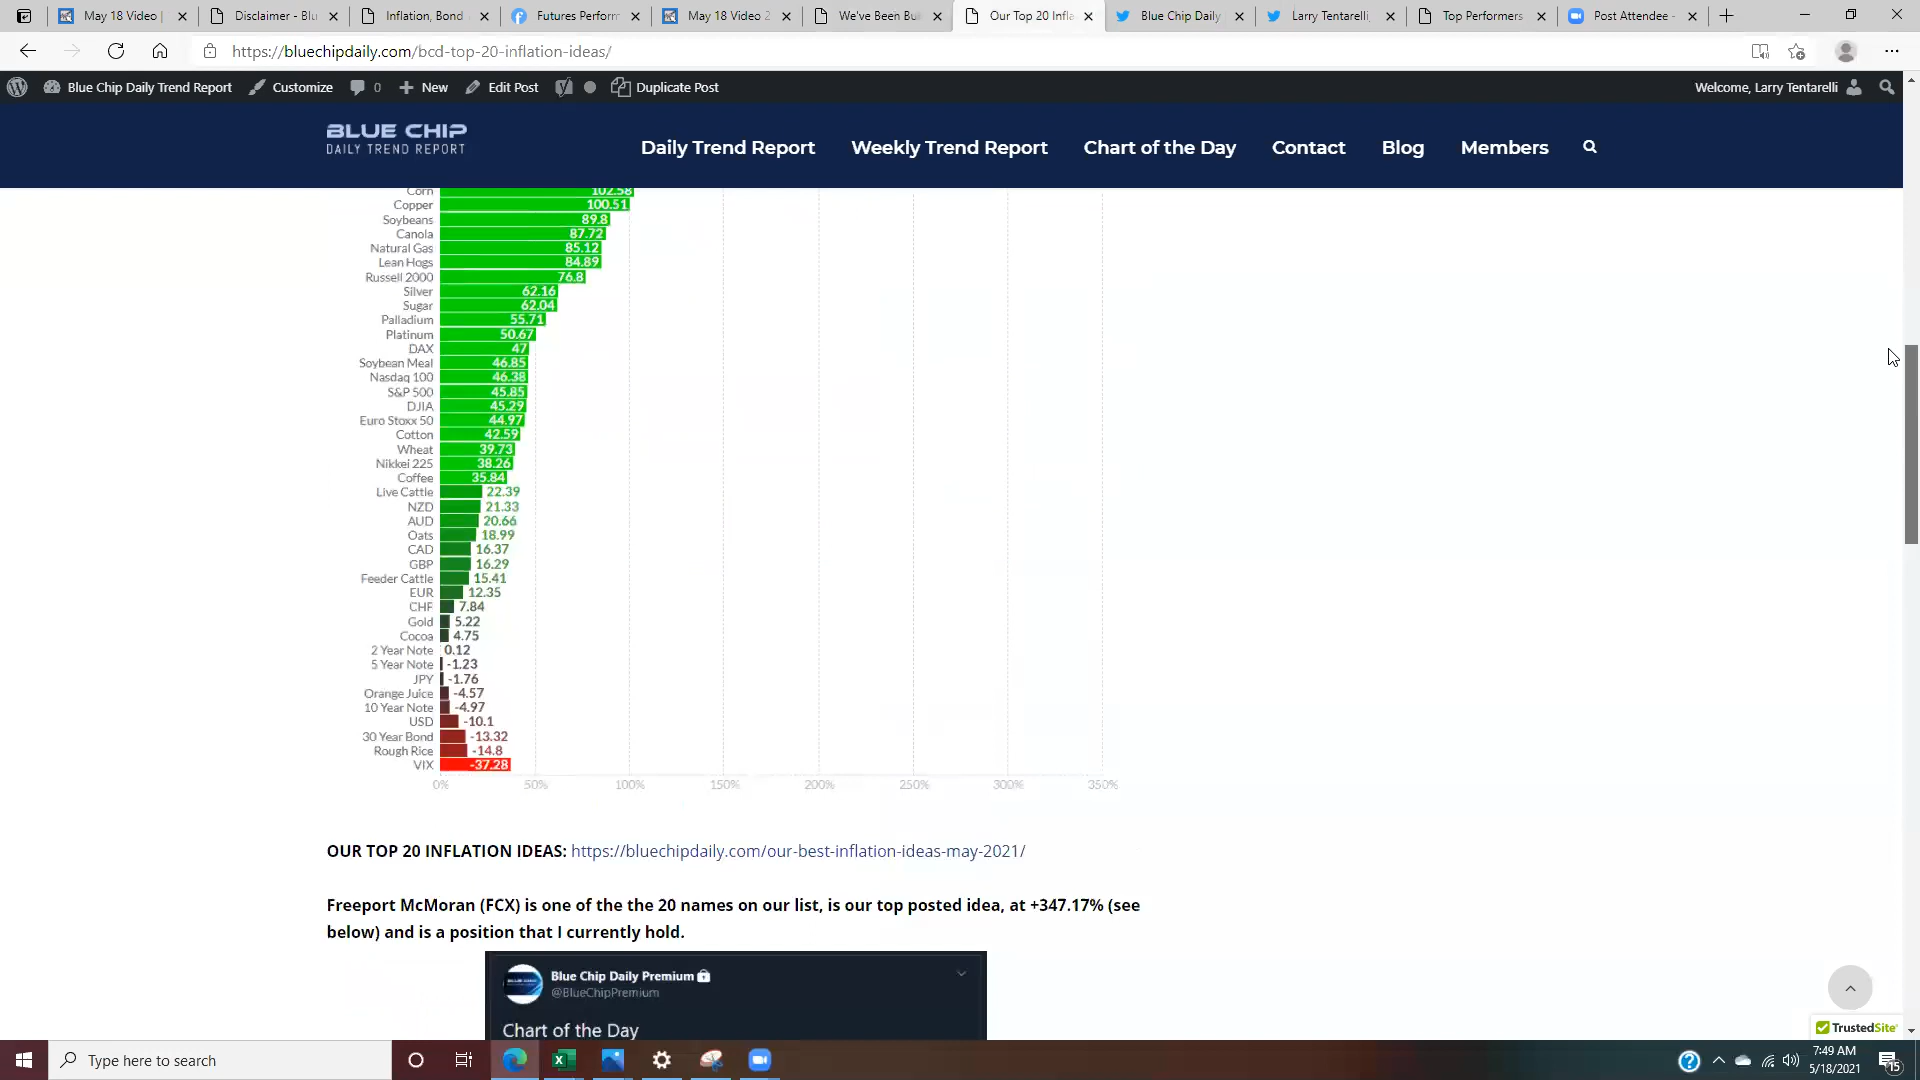 May 18 Video |
Disclaimer - Blu
Inflation, Bond
Futures Perform
May 18 Video 2
We've Been Bu
Our Top 20 Infla
Blue Chip Daily
Larry Tentarelli
Top Performers
Post Attendee -
https://bluechipdaily.com/bcd-top-20-inflation-ideas/
Blue Chip Daily Trend Report Customize 0 New Edit Post Duplicate Post Welcome, Larry Tentarelli
BLUE CHIP
DAILY TREND REPORT
Daily Trend Report Weekly Trend Report Chart of the Day Contact Blog Members
Corn 102.58
Copper 100.51
Soybeans 89.8
Canola 87.72
Natural Gas 85.12
Lean Hogs 84.89
Russell 2000 76.8
Silver 62.16
Sugar 62.04
Palladium 55.71
Platinum 50.67
DAX 47
Soybean Meal 46.85
Nasdaq 100 46.38
S&P 500 45.85
DJIA 45.29
Euro Stoxx 50 44.97
Cotton 42.59
Wheat 39.73
Nikkei 225 38.26
Coffee 35.84
Live Cattle 22.39
NZD 21.33
AUD 20.66
Oats 18.99
CAD 16.37
GBP 16.29
Feeder Cattle 15.41
EUR 12.35
CHF 7.84
Gold 5.22
Cocoa 4.75
2 Year Note 0.12
5 Year Note -1.23
JPY -1.76
Orange Juice -4.57
10 Year Note -4.97
USD -10.1
30 Year Bond -13.32
Rough Rice -14.8
VIX -37.28
0% 50% 100% 150% 200% 250% 300% 350%
OUR TOP 20 INFLATION IDEAS: https://bluechipdaily.com/our-best-inflation-ideas-may-2021/
Freeport McMoran (FCX) is one of the the 20 names on our list, is our top posted idea, at +347.17% (see
below) and is a position that I currently hold.
Blue Chip Daily Premium
@BlueChipPremium
Chart of the Day
TrustedSite
Type here to search
7:49 AM
5/18/2021
15